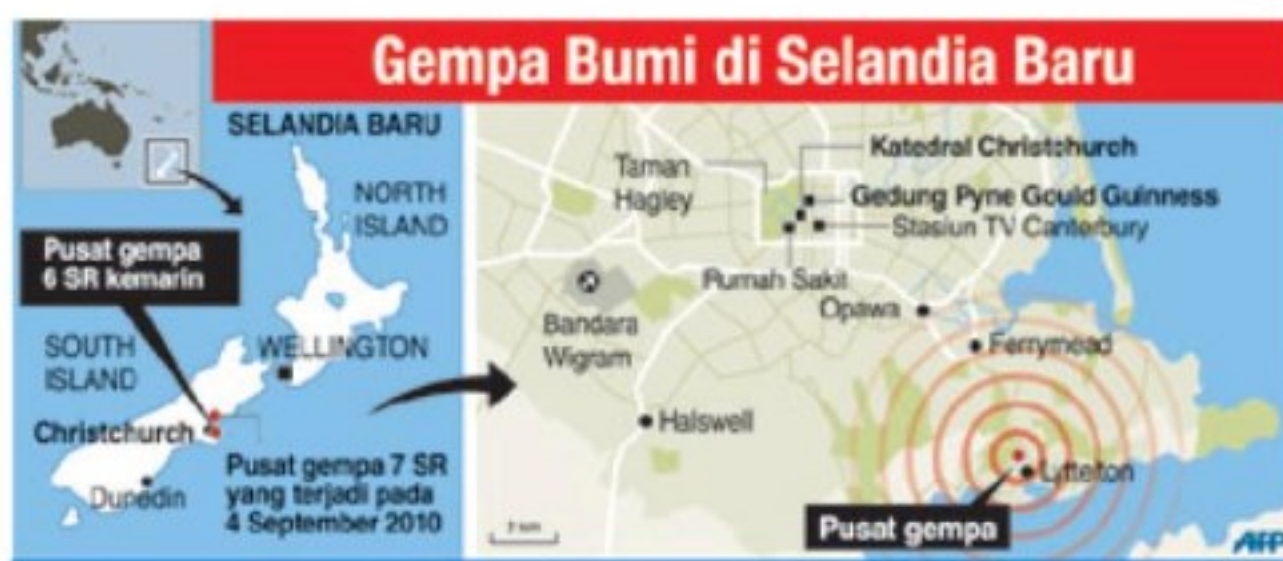 Gempa Bumi di Selandia Baru
SELANDIA BARU
NORTH
ISLAND
Pusat gempa
6 SR kemarin
SOUTH
ISLAND
WELLINGTON
Christchurch
Dunedin
Pusat gempa 7 SR
yang terjadi pada
4 September 2010
Taman
Hagley
Katedral Christchurch
Gedung Pyne Gould Guinness
Stasiun TV Canterbury
Rumah Sakit
Bandara
Wigram
Opawa
Ferrymead
Halswell
Lyttelton
Pusat gempa
AFP